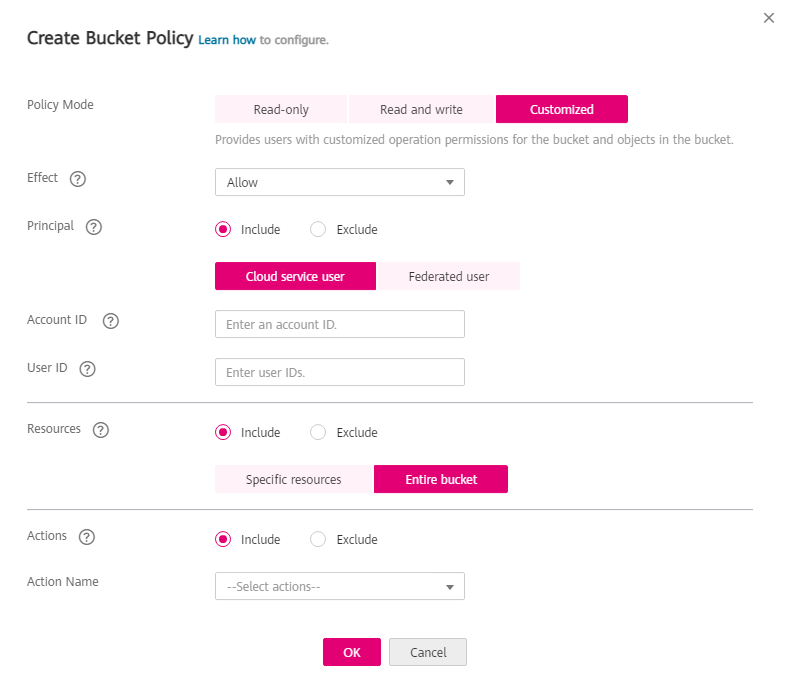 Create Bucket Policy Learn how to configure.
Policy Mode
Read-only Read and write Customized
Provides users with customized operation permissions for the bucket and objects in the bucket.
Effect ?
Allow
Principal ?
Include Exclude
Cloud service user Federated user
Account ID ?
Enter an account ID.
User ID ?
Enter user IDs.
Resources ?
Include Exclude
Specific resources Entire bucket
Actions ?
Include Exclude
Action Name
--Select actions--
OK Cancel